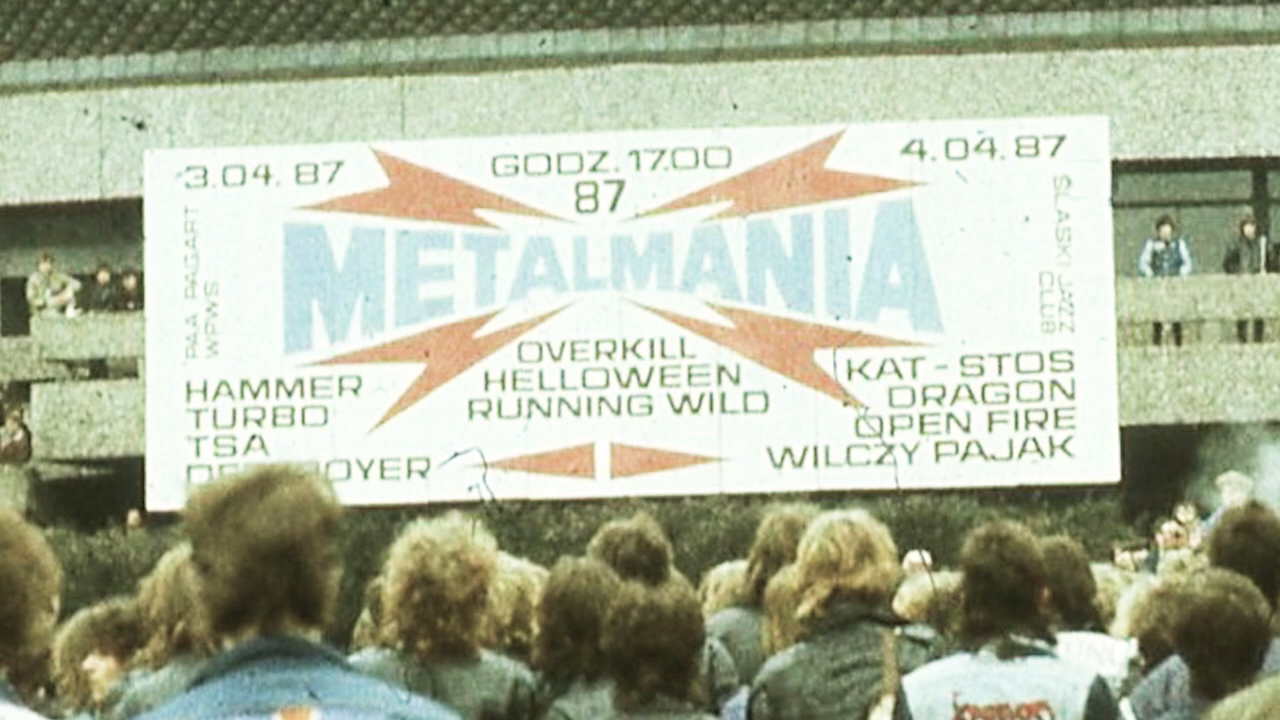 3.04.87
GODZ. 17.00
4.04.87
87
METALMANIA
PAA PAGART
WPWS
ŚLĄSKI JAZZ
CLUB
HAMMER
TURBO
TSA
OVERKILL
HELLOWEEN
RUNNING WILD
KAT - STOS
DRAGON
OPEN FIRE
WILCZY PAJAK